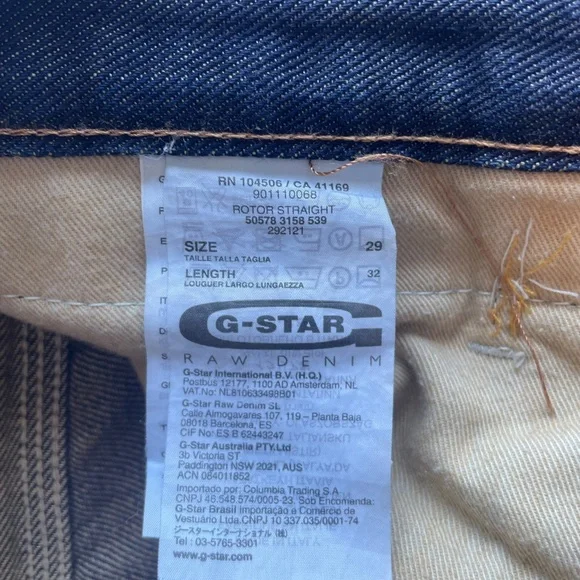 RN 104506 / CA 41169
901110068
ROTOR STRAIGHT
50578 3158 539
292121
SIZE 29
TAILLE TALLA TAGLIA
LENGTH 32
LOUGUER LARGO LUNGAEZZA
G-STAR
RAW DENIM
G-Star International B.V. (H.Q.)
Postbus 12177, 1100 AD Amsterdam, NL
VAT No: NL810633498B01
G-Star Raw Denim SL
Calle Almogavares 107, 119 – Planta Baja
08018 Barcelona, ES
CIF No: ES B 62443247
G-Star Australia PTY.Ltd
3b Victoria ST
Paddington NSW 2021, AUS
ACN 084011852
Importado por: Columbia Trading S.A
CNPJ 46.548.574/0005-23. Sob Encomenda:
G-Star Brasil Importação e Comércio de
Vestuário Ltda.CNPJ 10 337.035/0001-74
ジースターインターナショナル（株）
Tel : 03-5765-3301
www.g-star.com